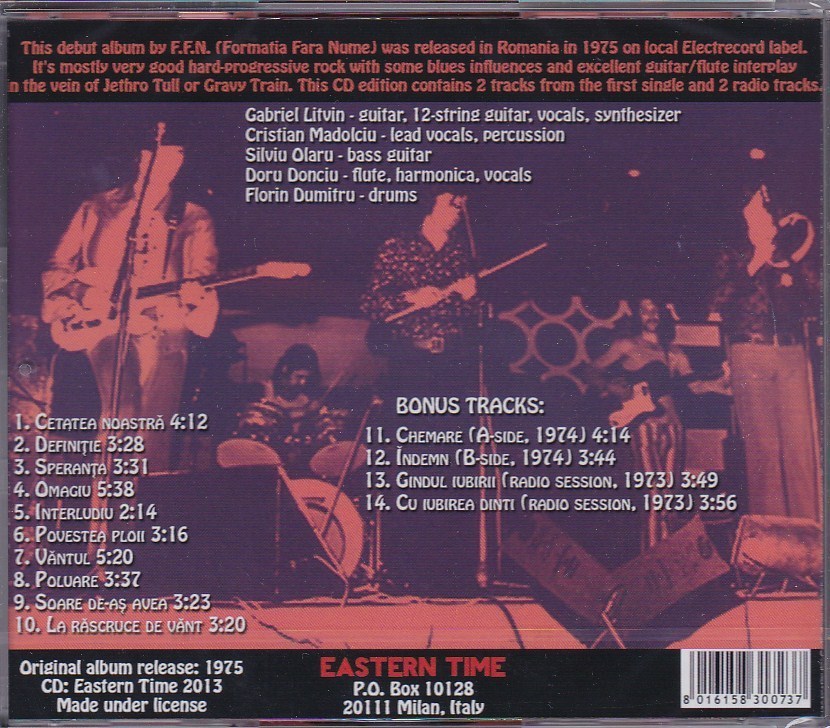 This debut album by F.F.N. (Formatia Fara Nume) was released in Romania in 1975 on local Electrecord label.
It's mostly very good hard-progressive rock with some blues influences and excellent guitar/flute interplay
in the vein of Jethro Tull or Gravy Train. This CD edition contains 2 tracks from the first single and 2 radio tracks.
Gabriel Litvin - guitar, 12-string guitar, vocals, synthesizer
Cristian Madolciu - lead vocals, percussion
Silviu Olaru - bass guitar
Doru Donciu - flute, harmonica, vocals
Florin Dumitru - drums
1. Cetatea noastră 4:12
2. Definiţie 3:28
3. Speranţa 3:31
4. Omagiu 5:38
5. Interludiu 2:14
6. Povestea ploii 3:16
7. Văntul 5:20
8. Poluare 3:37
9. Soare de-aş avea 3:23
10. La răscruce de vânt 3:20
BONUS TRACKS:
11. Chemare (A-side, 1974) 4:14
12. Îndemn (B-side, 1974) 3:44
13. Gindul iubirii (radio session, 1973) 3:49
14. Cu iubirea dinti (radio session, 1973) 3:56
Original album release: 1975
CD: Eastern Time 2013
Made under license
EASTERN TIME
P.O. Box 10128
20111 Milan, Italy
8 016158 300737